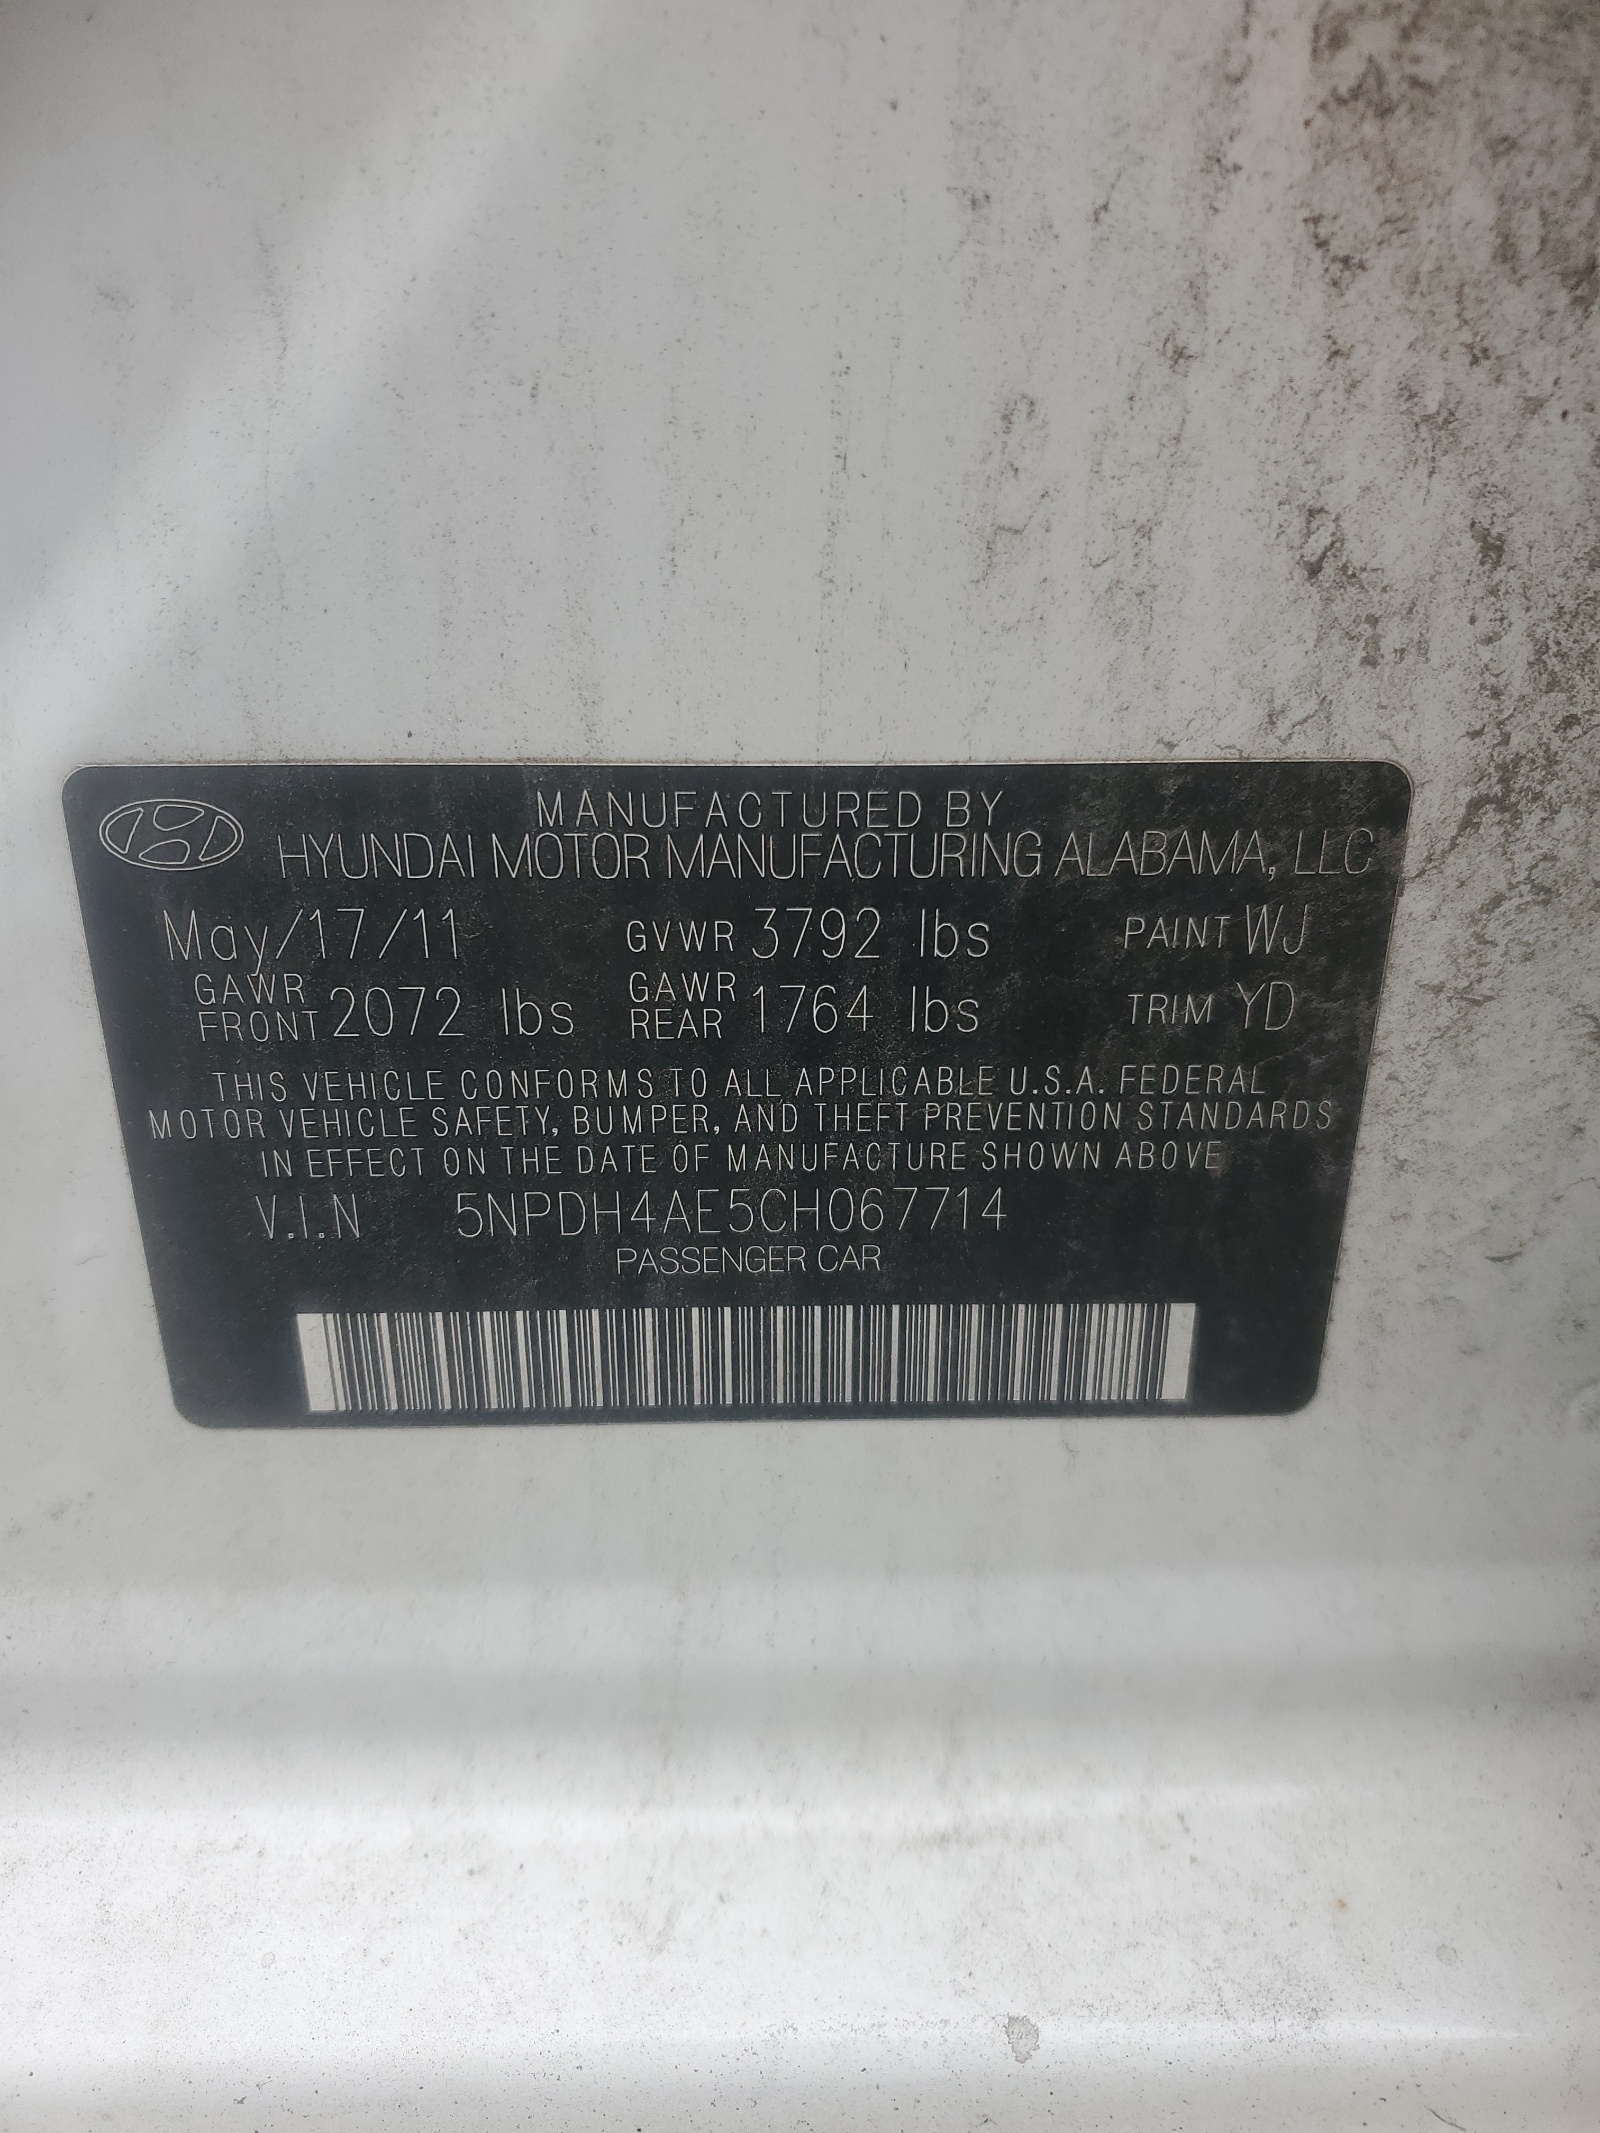 MANUFACTURED BY
HYUNDAI MOTOR MANUFACTURING ALABAMA, LLC
May/17/11 GVWR 3792 lbs PAINT WJ
GAWR FRONT 2072 lbs GAWR REAR 1764 lbs TRIM YD
THIS VEHICLE CONFORMS TO ALL APPLICABLE U.S.A. FEDERAL
MOTOR VEHICLE SAFETY, BUMPER, AND THEFT PREVENTION STANDARDS
IN EFFECT ON THE DATE OF MANUFACTURE SHOWN ABOVE
V.I.N 5NPDH4AE5CH067714
PASSENGER CAR